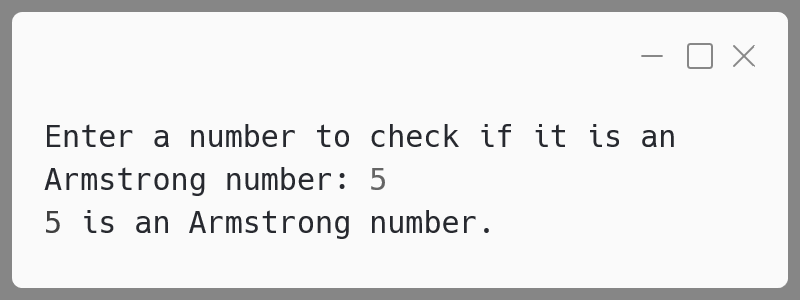 Enter a number to check if it is an
Armstrong number: 5
5 is an Armstrong number.